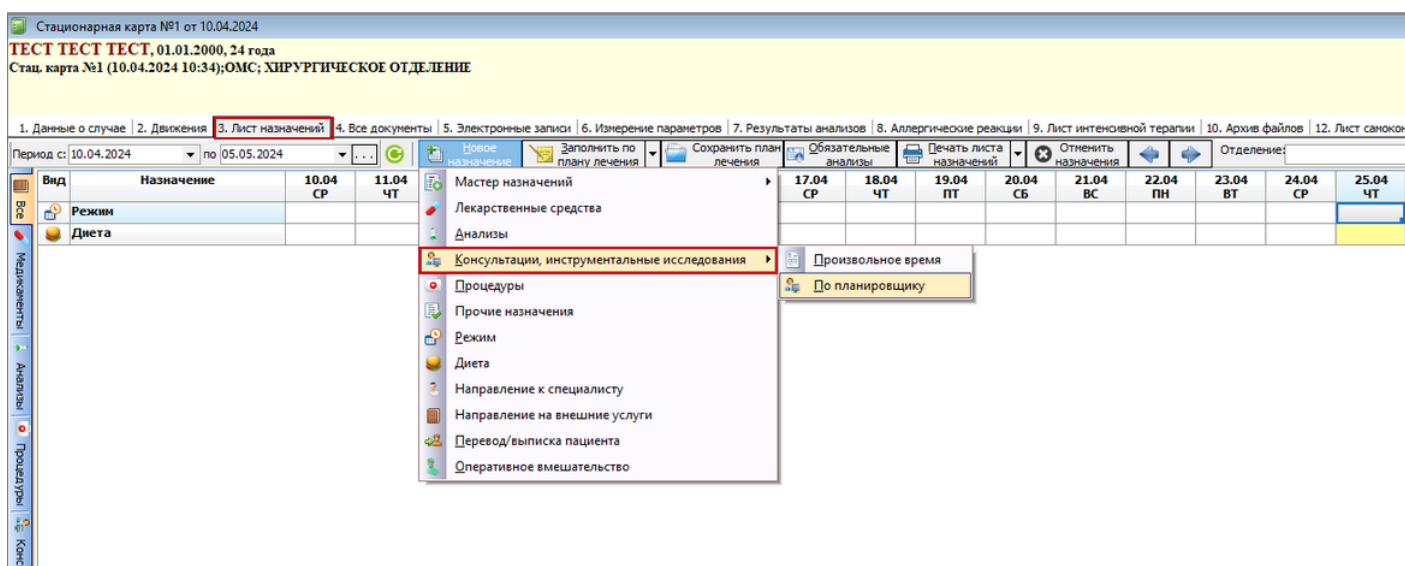 Стационарная карта №1 от 10.04.2024
ТЕСТ ТЕСТ ТЕСТ, 01.01.2000, 24 года
Стац. карта №1 (10.04.2024 10:34);ОМС; ХИРУРГИЧЕСКОЕ ОТДЕЛЕНИЕ
1. Данные о случае 2. Движения 3. Лист назначений 4. Все документы 5. Электронные записи 6. Измерение параметров 7. Результаты анализов 8. Аллергические реакции 9. Лист интенсивной терапии 10. Архив файлов 12. Лист самокон
Период с: 10.04.2024 по 05.05.2024 ... Новое назначение Заполнить по плану лечения Сохранить план лечения Обязательные анализы Печать листа назначений Отменить назначения Отделение:
Вид Назначение 10.04 СР 11.04 ЧТ 17.04 СР 18.04 ЧТ 19.04 ПТ 20.04 СБ 21.04 ВС 22.04 ПН 23.04 ВТ 24.04 СР 25.04 ЧТ
Режим
Диета
Мастер назначений
Лекарственные средства
Анализы
Консультации, инструментальные исследования
Произвольное время
По планировщику
Процедуры
Прочие назначения
Режим
Диета
Направление к специалисту
Направление на внешние услуги
Перевод/выписка пациента
Оперативное вмешательство
Все
Медикаменты
Анализы
Процедуры
Конс